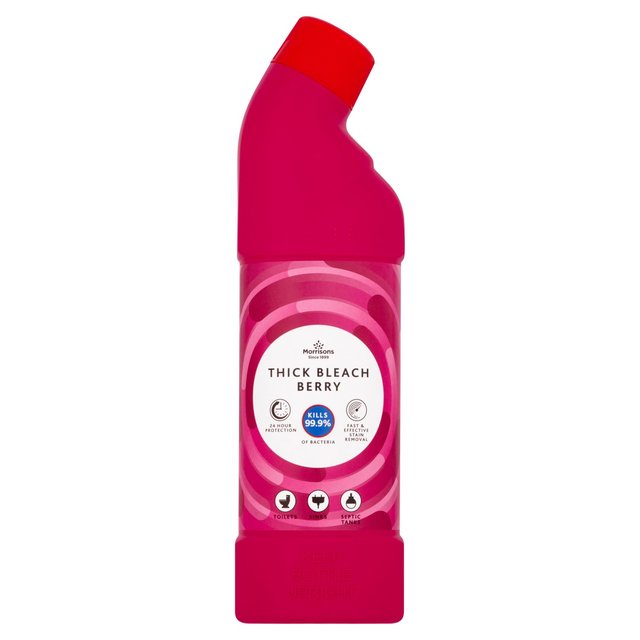 Morrisons
Since 1899
THICK BLEACH
BERRY
24 HOUR
PROTECTION
KILLS
99.9%
OF BACTERIA
FAST &
EFFECTIVE
STAIN
REMOVAL
TOILETS
SINKS
SEPTIC
TANKS